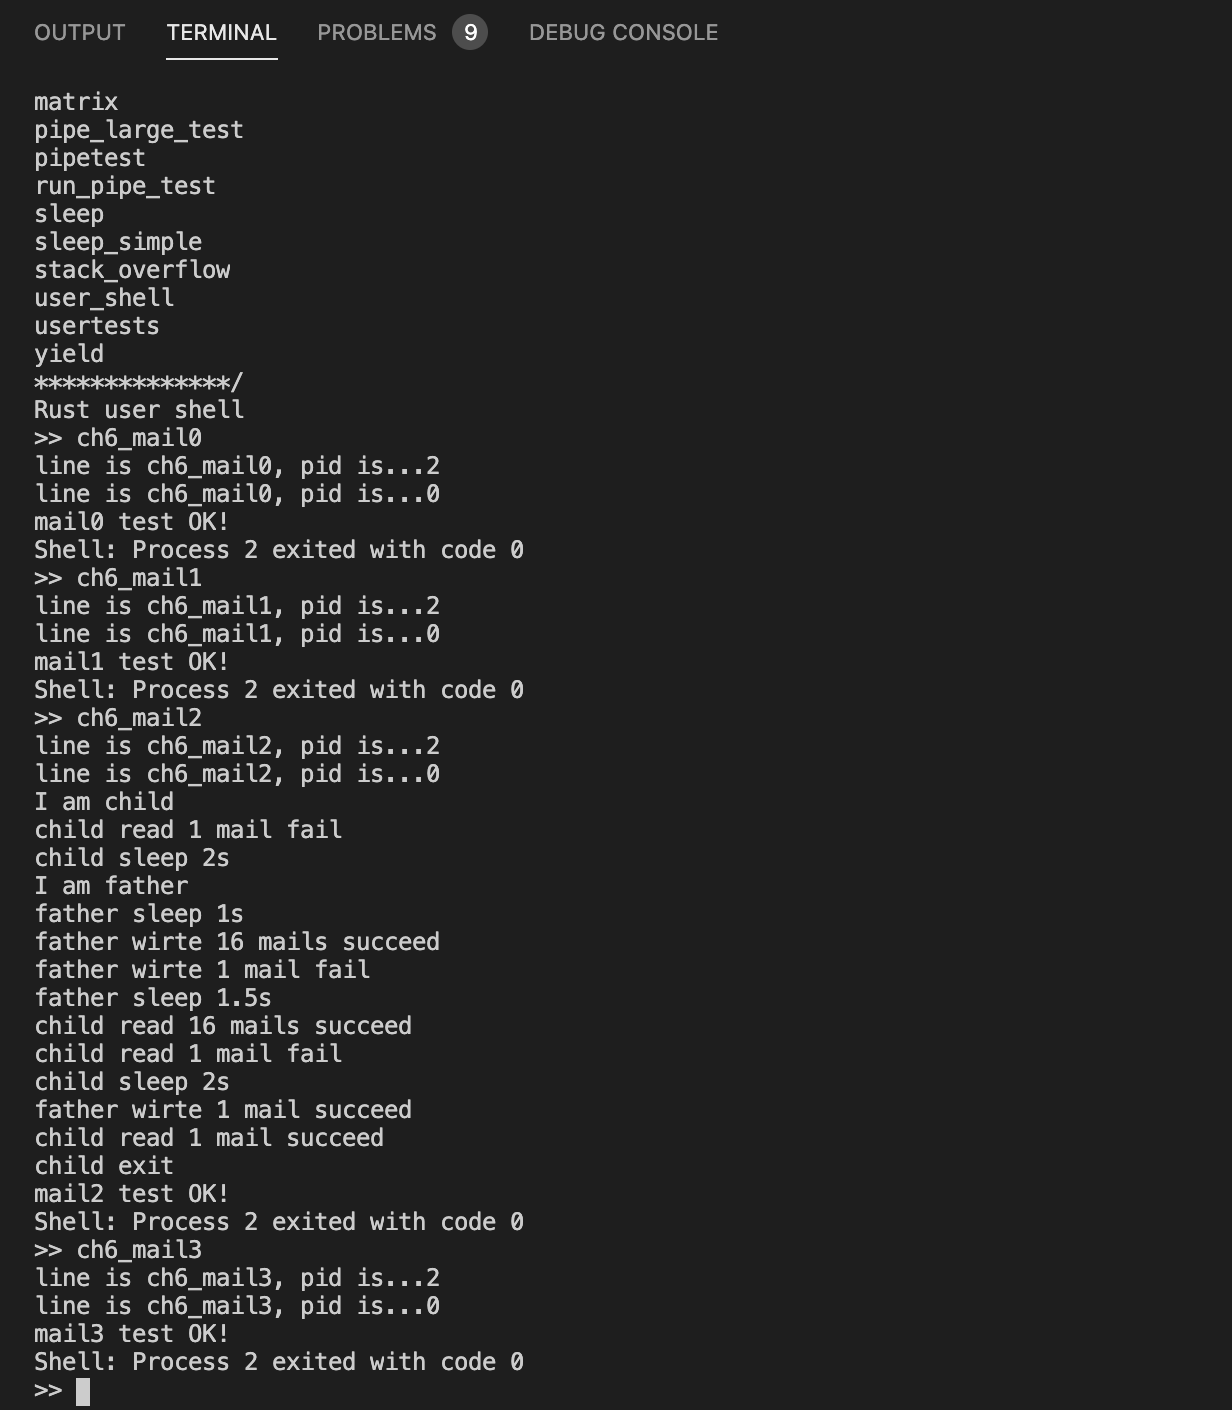 OUTPUT TERMINAL PROBLEMS 9 DEBUG CONSOLE
matrix
pipe_large_test
pipetest
run_pipe_test
sleep
sleep_simple
stack_overflow
user_shell
usertests
yield
**************/
Rust user shell
>> ch6_mail0
line is ch6_mail0, pid is...2
line is ch6_mail0, pid is...0
mail0 test OK!
Shell: Process 2 exited with code 0
>> ch6_mail1
line is ch6_mail1, pid is...2
line is ch6_mail1, pid is...0
mail1 test OK!
Shell: Process 2 exited with code 0
>> ch6_mail2
line is ch6_mail2, pid is...2
line is ch6_mail2, pid is...0
I am child
child read 1 mail fail
child sleep 2s
I am father
father sleep 1s
father wirte 16 mails succeed
father wirte 1 mail fail
father sleep 1.5s
child read 16 mails succeed
child read 1 mail fail
child sleep 2s
father wirte 1 mail succeed
child read 1 mail succeed
child exit
mail2 test OK!
Shell: Process 2 exited with code 0
>> ch6_mail3
line is ch6_mail3, pid is...2
line is ch6_mail3, pid is...0
mail3 test OK!
Shell: Process 2 exited with code 0
>>